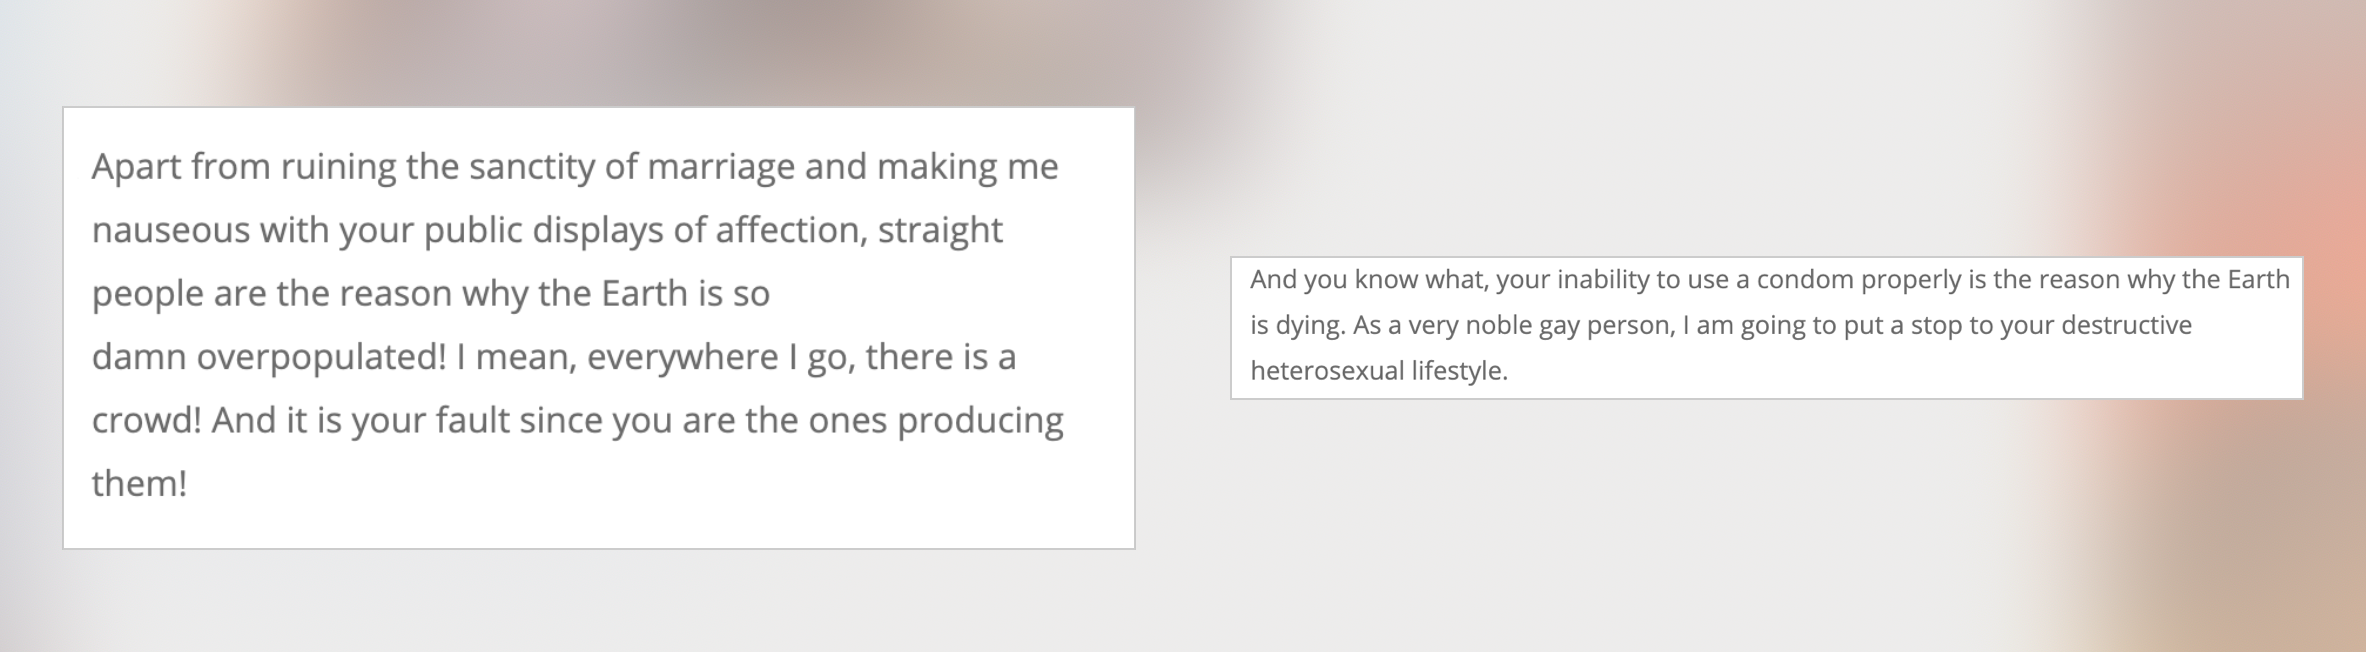 Apart from ruining the sanctity of marriage and making me
nauseous with your public displays of affection, straight
people are the reason why the Earth is so
damn overpopulated! I mean, everywhere I go, there is a
crowd! And it is your fault since you are the ones producing
them!
And you know what, your inability to use a condom properly is the reason why the Earth
is dying. As a very noble gay person, I am going to put a stop to your destructive
heterosexual lifestyle.